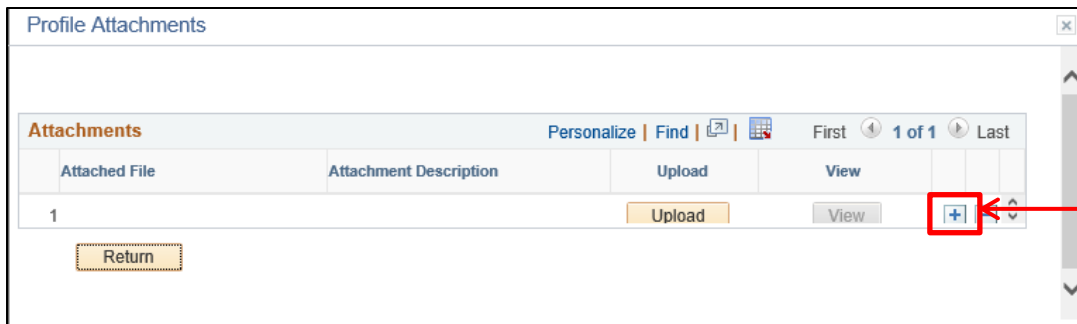 Profile Attachments
Attachments Personalize | Find | | First 1 of 1 Last
Attached File Attachment Description Upload View
1 Upload View
Return